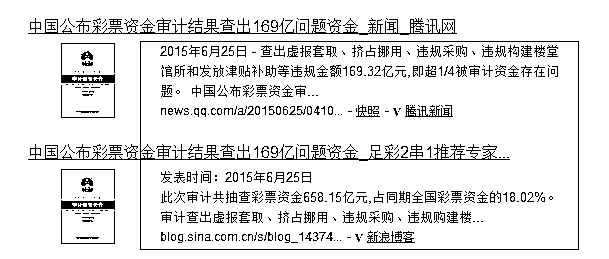 中国公布彩票资金审计结果查出169亿问题资金_新闻_腾讯网
2015年6月25日 - 查出虚报套取、挤占挪用、违规采购、违规构建楼堂
馆所和发放津贴补助等违规金额169.32亿元,即超1/4被审计资金存在问
题。 中国公布彩票资金审...
news.qq.com/a/20150625/0410... - 快照 - V 腾讯新闻
中国公布彩票资金审计结果查出169亿问题资金_足彩2串1推荐专家...
发表时间：2015年6月25日
此次审计共抽查彩票资金658.15亿元,占同期全国彩票资金的18.02%。
审计查出虚报套取、挤占挪用、违规采购、违规购建楼...
blog.sina.com.cn/s/blog_14374... - V 新浪博客